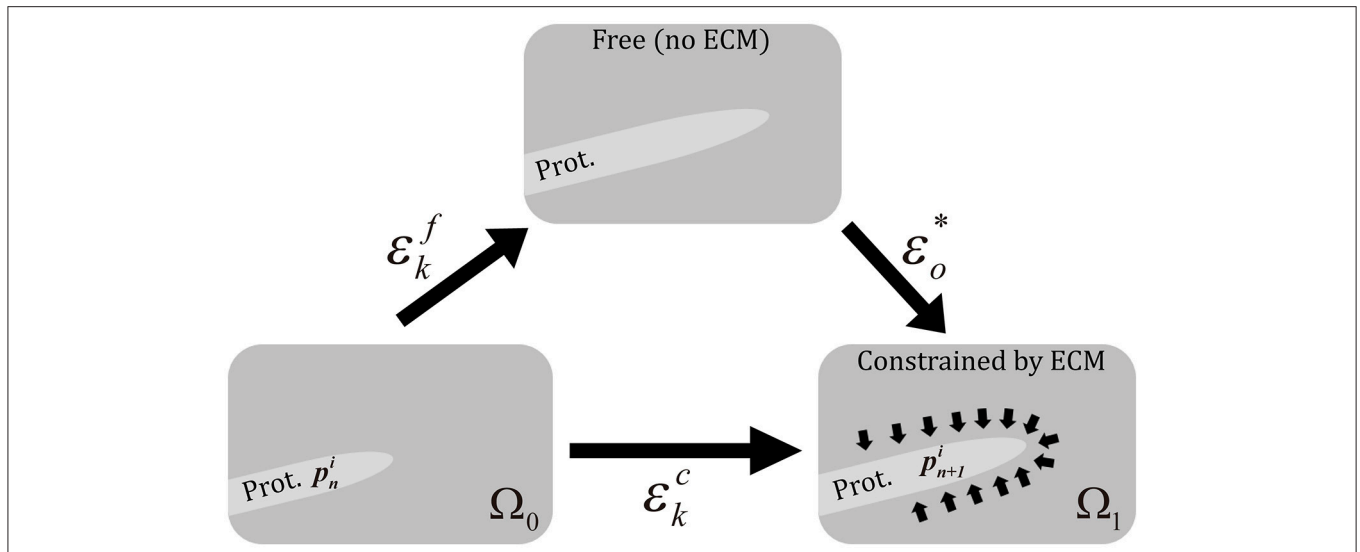 Free (no ECM)
Prot.
ε_k^f
ε_o^*
Prot. p_n^i
Ω_0
ε_k^c
Constrained by ECM
p_{n+1}^i
Prot.
Ω_1